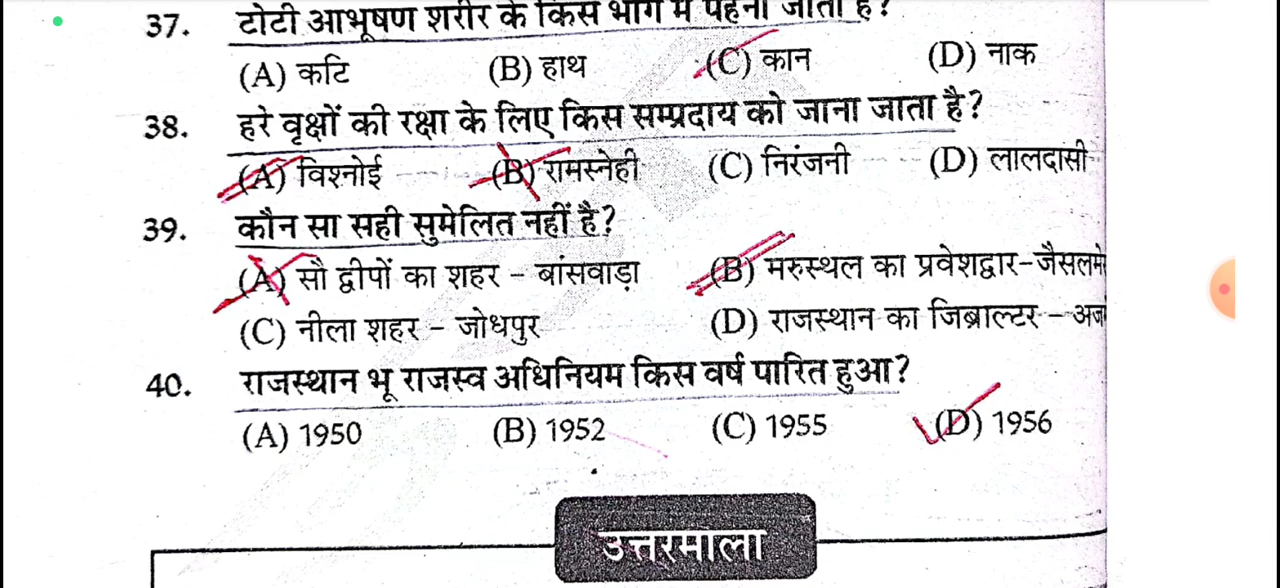 37. टोटी आभूषण शरीर के किस भाग में पहना जाता है?
(A) कटि (B) हाथ (C) कान (D) नाक
38. हरे वृक्षों की रक्षा के लिए किस सम्प्रदाय को जाना जाता है?
(A) विश्नोई (B) रामस्नेही (C) निरंजनी (D) लालदासी
39. कौन सा सही सुमेलित नहीं है?
(A) सौ द्वीपों का शहर – बांसवाड़ा (B) मरुस्थल का प्रवेशद्वार–जैसलमे
(C) नीला शहर – जोधपुर (D) राजस्थान का जिब्राल्टर –
40. राजस्थान भू राजस्व अधिनियम किस वर्ष पारित हुआ?
(A) 1950 (B) 1952 (C) 1955 (D) 1956
उत्तरमाला